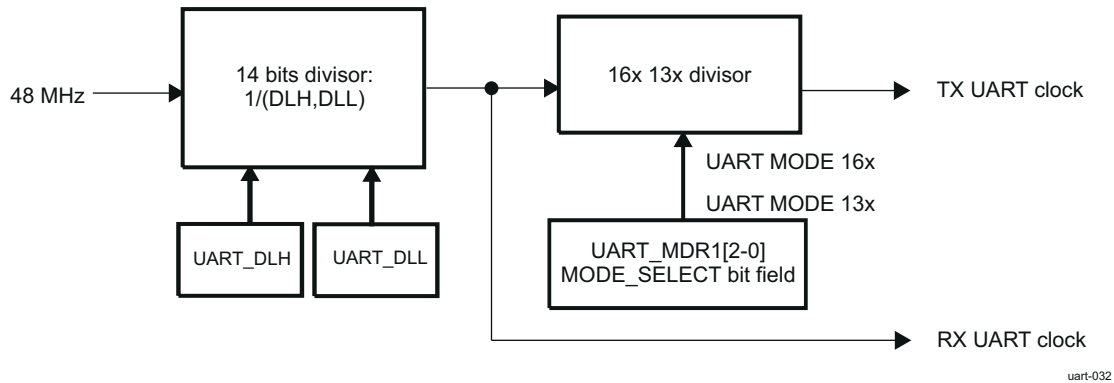 14 bits divisor:
1/(DLH,DLL)
16x 13x divisor
48 MHz
TX UART clock
UART MODE 16x
UART MODE 13x
UART_DLH
UART_DLL
UART_MDR1[2-0]
MODE_SELECT bit field
RX UART clock
uart-032